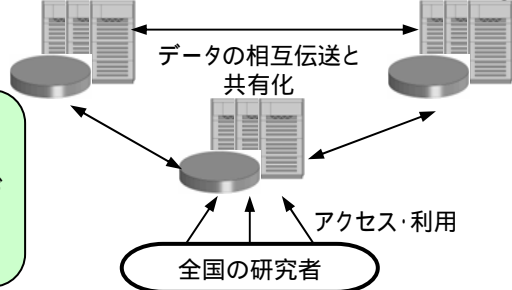 データの相互伝送と
共有化
アクセス・利用
全国の研究者